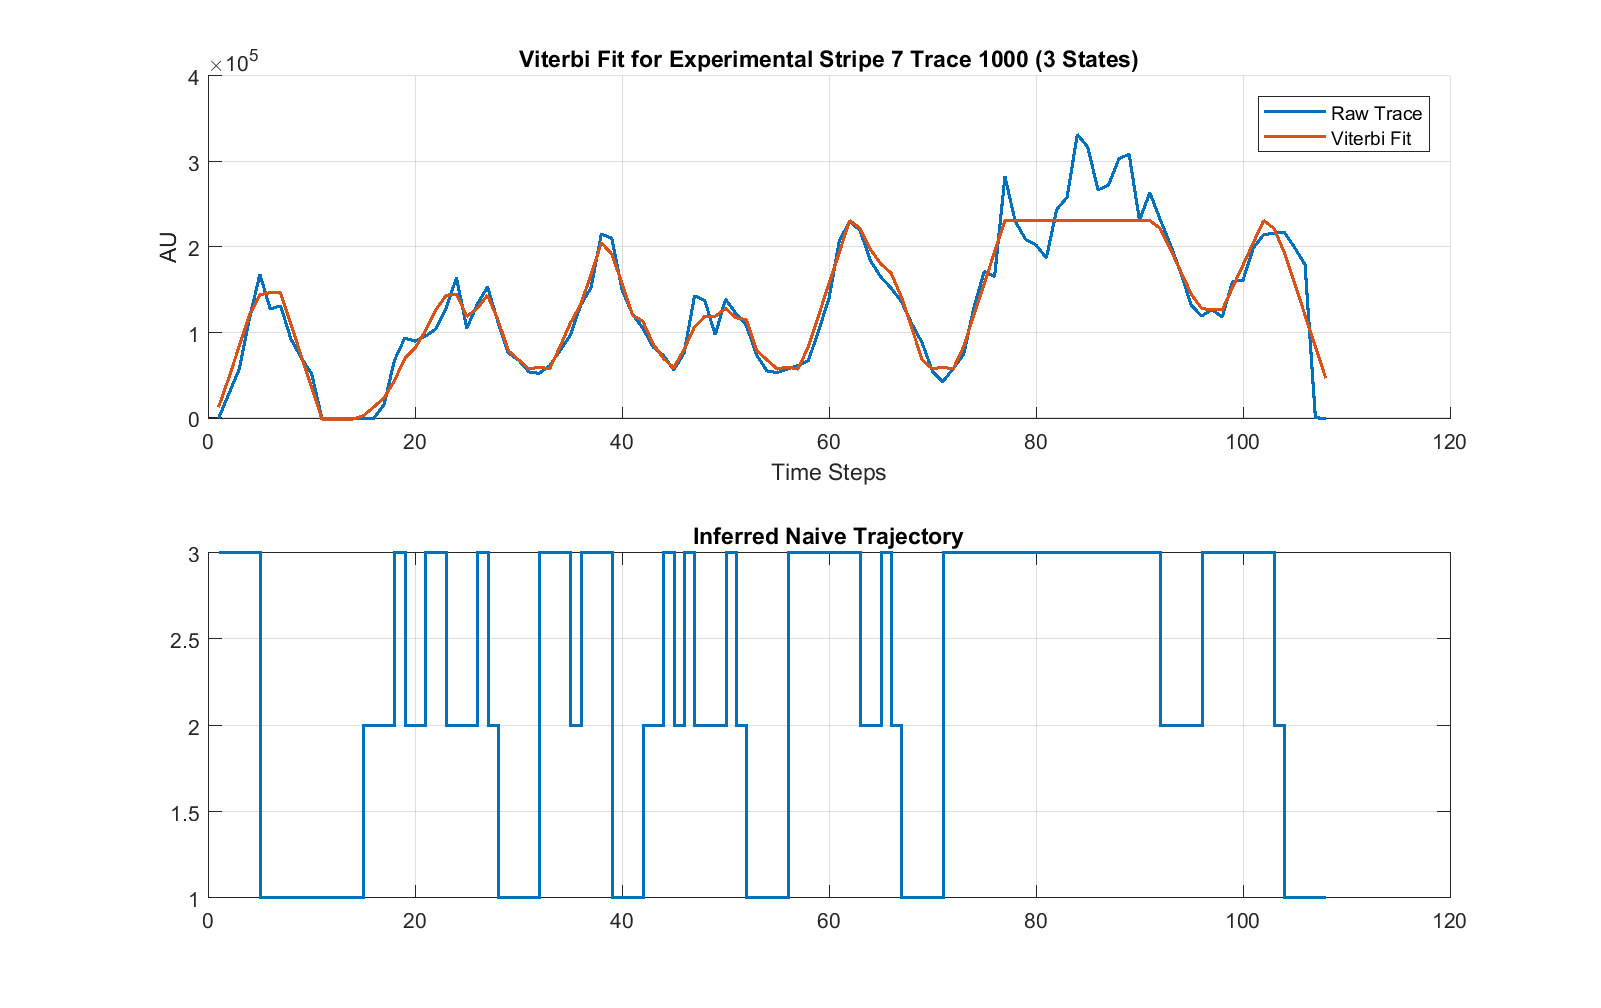 Viterbi Fit for Experimental Stripe 7 Trace 1000 (3 States)
×10⁵
4
3
2
1
0
AU
Raw Trace
Viterbi Fit
0 20 40 60 80 100 120
Time Steps
Inferred Naive Trajectory
3
2.5
2
1.5
1
0 20 40 60 80 100 120